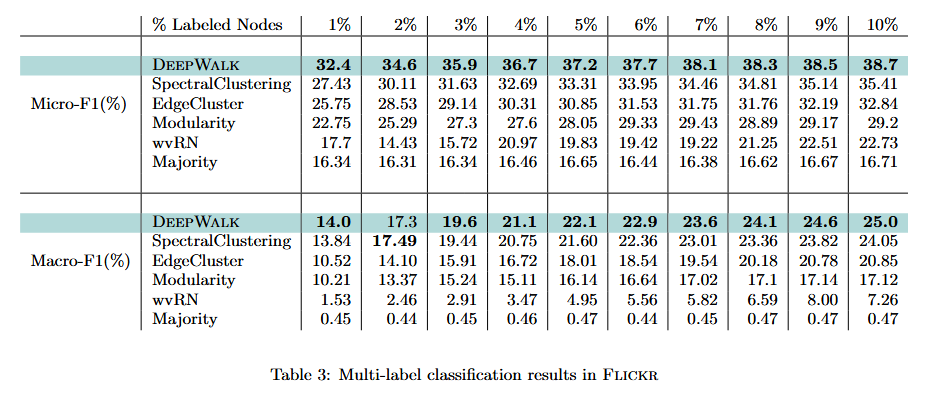 % Labeled Nodes 1% 2% 3% 4% 5% 6% 7% 8% 9% 10%
DEEPWALK 32.4 34.6 35.9 36.7 37.2 37.7 38.1 38.3 38.5 38.7
SpectralClustering 27.43 30.11 31.63 32.69 33.31 33.95 34.46 34.81 35.14 35.41
Micro-F1(%) EdgeCluster 25.75 28.53 29.14 30.31 30.85 31.53 31.75 31.76 32.19 32.84
Modularity 22.75 25.29 27.3 27.6 28.05 29.33 29.43 28.89 29.17 29.2
wvRN 17.7 14.43 15.72 20.97 19.83 19.42 19.22 21.25 22.51 22.73
Majority 16.34 16.31 16.34 16.46 16.65 16.44 16.38 16.62 16.67 16.71
DEEPWALK 14.0 17.3 19.6 21.1 22.1 22.9 23.6 24.1 24.6 25.0
SpectralClustering 13.84 17.49 19.44 20.75 21.60 22.36 23.01 23.36 23.82 24.05
Macro-F1(%) EdgeCluster 10.52 14.10 15.91 16.72 18.01 18.54 19.54 20.18 20.78 20.85
Modularity 10.21 13.37 15.24 15.11 16.14 16.64 17.02 17.1 17.14 17.12
wvRN 1.53 2.46 2.91 3.47 4.95 5.56 5.82 6.59 8.00 7.26
Majority 0.45 0.44 0.45 0.46 0.47 0.44 0.45 0.47 0.47 0.47
Table 3: Multi-label classification results in FLICKR